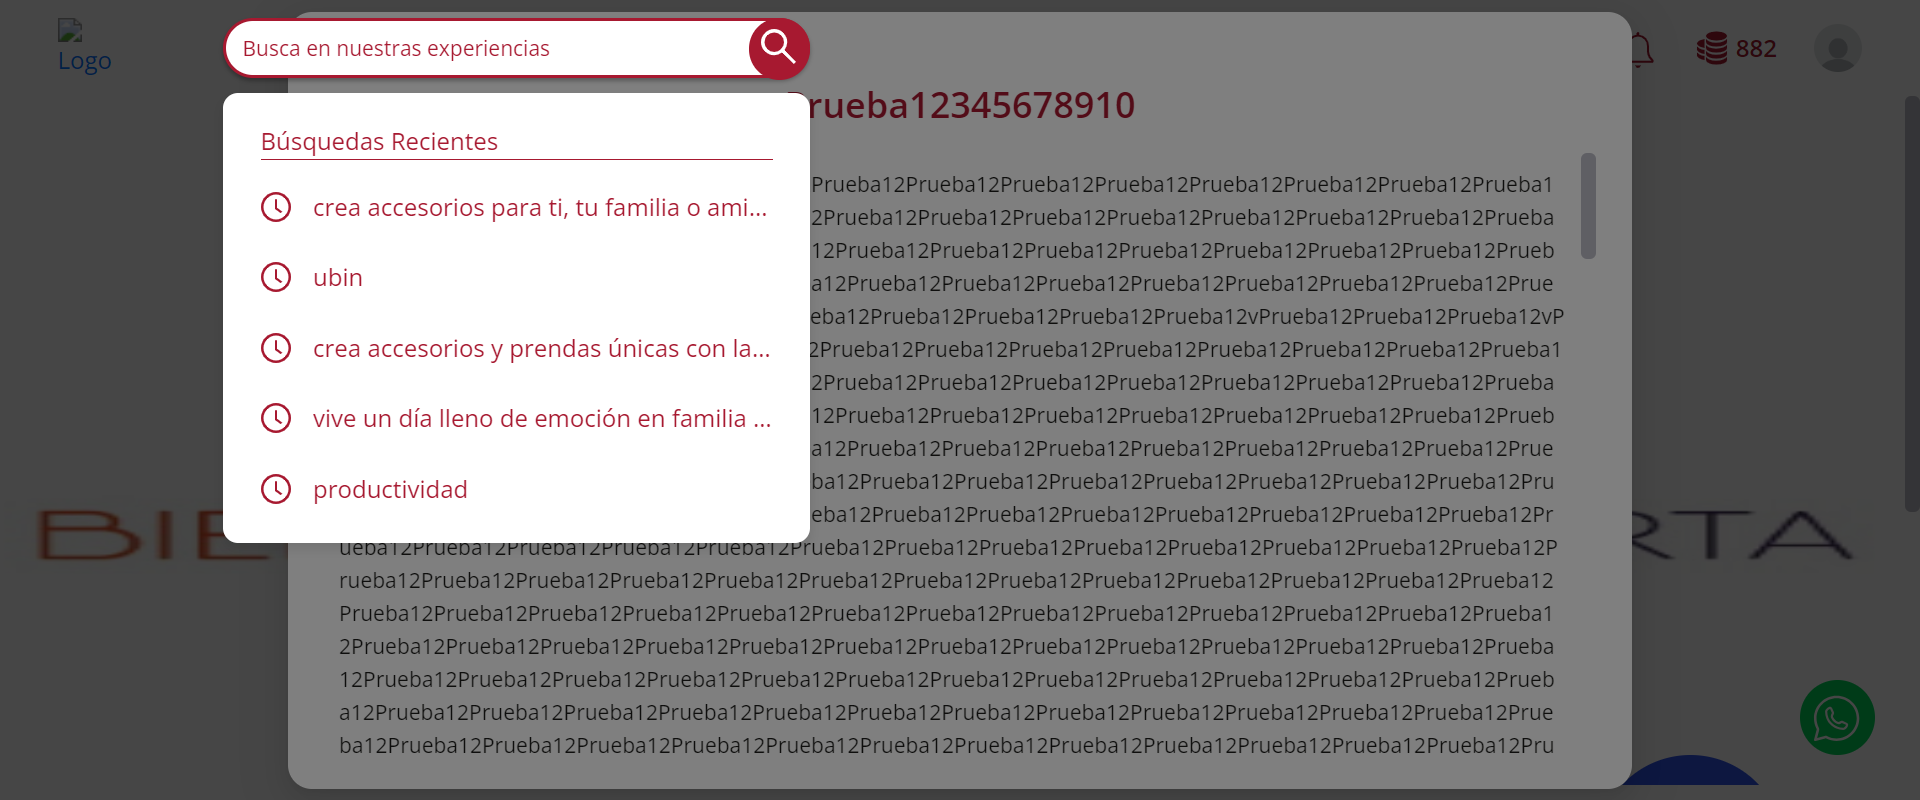 Logo
Busca en nuestras experiencias
882
Búsquedas Recientes
crea accesorios para ti, tu familia o ami...
ubin
crea accesorios y prendas únicas con la...
vive un día lleno de emoción en familia ...
productividad
Prueba12345678910
Prueba12Prueba12Prueba12Prueba12Prueba12Prueba12Prueba12Prueba1
2Prueba12Prueba12Prueba12Prueba12Prueba12Prueba12Prueba12Prueba
12Prueba12Prueba12Prueba12Prueba12Prueba12Prueba12Prueba12Prueb
a12Prueba12Prueba12Prueba12Prueba12Prueba12Prueba12Prueba12Prue
eba12Prueba12Prueba12Prueba12Prueba12vPrueba12Prueba12Prueba12vP
2Prueba12Prueba12Prueba12Prueba12Prueba12Prueba12Prueba12Prueba1
2Prueba12Prueba12Prueba12Prueba12Prueba12Prueba12Prueba12Prueba
12Prueba12Prueba12Prueba12Prueba12Prueba12Prueba12Prueba12Prueb
a12Prueba12Prueba12Prueba12Prueba12Prueba12Prueba12Prueba12Prue
ba12Prueba12Prueba12Prueba12Prueba12Prueba12Prueba12Prueba12Pru
eba12Prueba12Prueba12Prueba12Prueba12Prueba12Prueba12Prueba12Pr
ueba12Prueba12Prueba12Prueba12Prueba12Prueba12Prueba12Prueba12Prueba12Prueba12Prueba12Prueba12Prueba12P
rueba12Prueba12Prueba12Prueba12Prueba12Prueba12Prueba12Prueba12Prueba12Prueba12Prueba12Prueba12Prueba12
Prueba12Prueba12Prueba12Prueba12Prueba12Prueba12Prueba12Prueba12Prueba12Prueba12Prueba12Prueba12Prueba1
2Prueba12Prueba12Prueba12Prueba12Prueba12Prueba12Prueba12Prueba12Prueba12Prueba12Prueba12Prueba12Prueba
12Prueba12Prueba12Prueba12Prueba12Prueba12Prueba12Prueba12Prueba12Prueba12Prueba12Prueba12Prueba12Prueb
a12Prueba12Prueba12Prueba12Prueba12Prueba12Prueba12Prueba12Prueba12Prueba12Prueba12Prueba12Prueba12Prue
ba12Prueba12Prueba12Prueba12Prueba12Prueba12Prueba12Prueba12Prueba12Prueba12Prueba12Prueba12Prueba12Pru
BIE
RTA